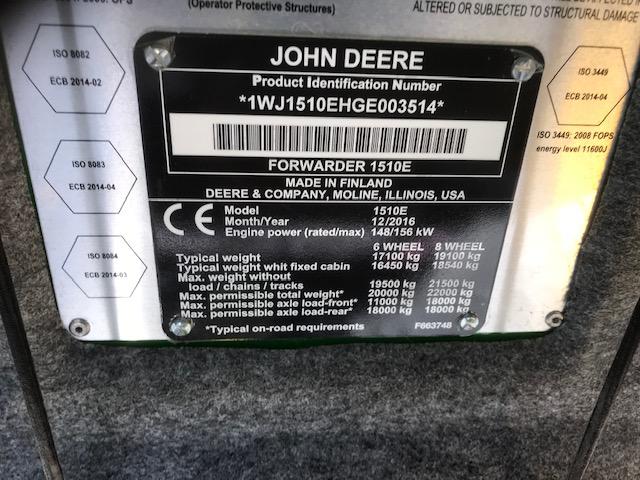 (Operator Protective Structures)
ALTERED OR SUBJECTED TO STRUCTURAL DAMAGE
ISO 8082
ECB 2014-02
ISO 8083
ECB 2014-04
ISO 8084
ECB 2014-03
ISO 3449
ECB 2014-04
ISO 3449: 2008 FOPS
energy level 11600J
JOHN DEERE
Product Identification Number
*1WJ1510EHGE003514*
FORWARDER 1510E
MADE IN FINLAND
DEERE & COMPANY, MOLINE, ILLINOIS, USA
CE
Model 1510E
Month/Year 12/2016
Engine power (rated/max) 148/156 kW
6 WHEEL 8 WHEEL
Typical weight 17100 kg 19100 kg
Typical weight whit fixed cabin 16450 kg 18540 kg
Max. weight without
load / chains / tracks 19500 kg 21500 kg
Max. permissible total weight* 20000 kg 22000 kg
Max. permissible axle load-front* 11000 kg 18000 kg
Max. permissible axle load-rear* 18000 kg 18000 kg
*Typical on-road requirements F663748